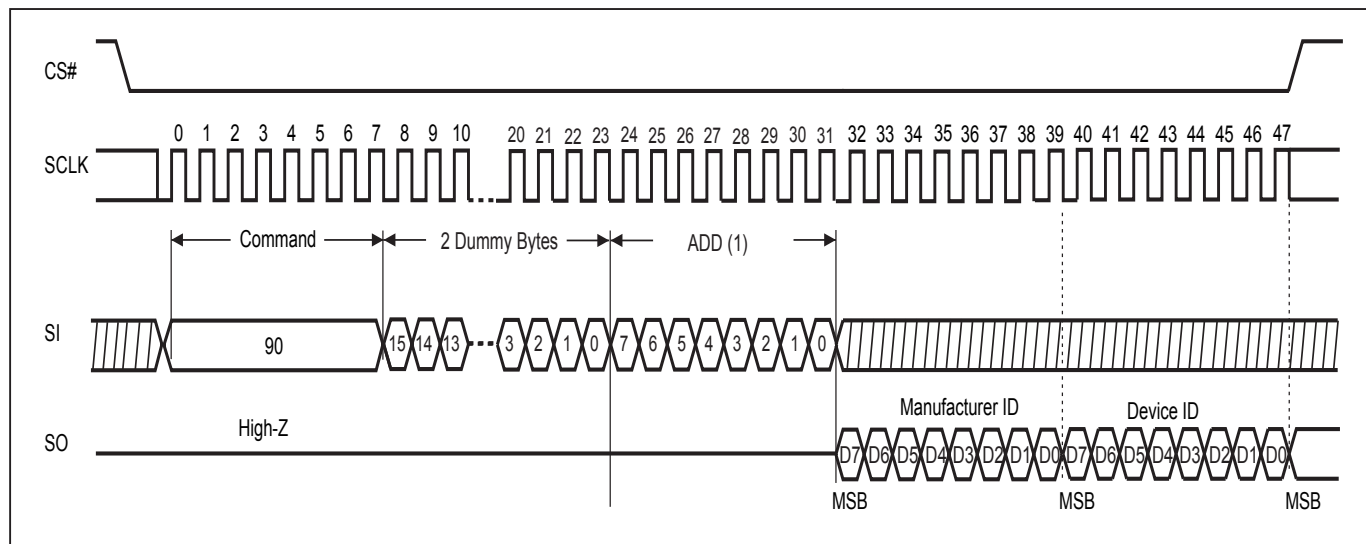 CS#
0 1 2 3 4 5 6 7 8 9 10 20 21 22 23 24 25 26 27 28 29 30 31 32 33 34 35 36 37 38 39 40 41 42 43 44 45 46 47
SCLK
Command 2 Dummy Bytes ADD (1)
SI 90 15 14 13 3 2 1 0 7 6 5 4 3 2 1 0
Manufacturer ID Device ID
SO High-Z
D7 D6 D5 D4 D3 D2 D1 D0 D7 D6 D5 D4 D3 D2 D1 D0
MSB MSB MSB